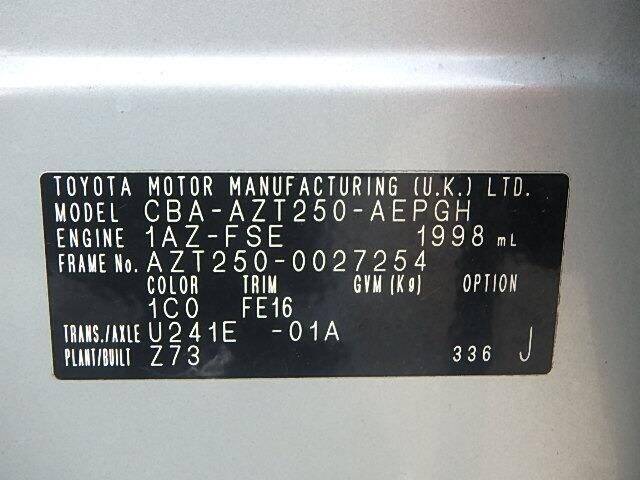 TOYOTA MOTOR MANUFACTURING (U.K.) LTD.
MODEL CBA-AZT250-AEPGH
ENGINE 1AZ-FSE 1998 mL
FRAME No. AZT250-0027254
COLOR TRIM GVM (Kg) OPTION
1C0 FE16
TRANS./AXLE U241E -01A
PLANT/BUILT Z73 336 J